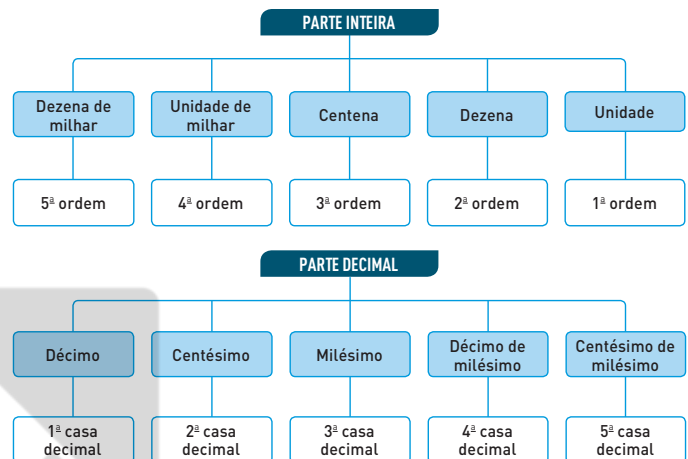 PARTE INTEIRA
Dezena de
milhar
Unidade de
milhar
Centena
Dezena
Unidade
5ª ordem
4ª ordem
3ª ordem
2ª ordem
1ª ordem
PARTE DECIMAL
Décimo
Centésimo
Milésimo
Décimo de
milésimo
Centésimo de
milésimo
1ª casa
decimal
2ª casa
decimal
3ª casa
decimal
4ª casa
decimal
5ª casa
decimal